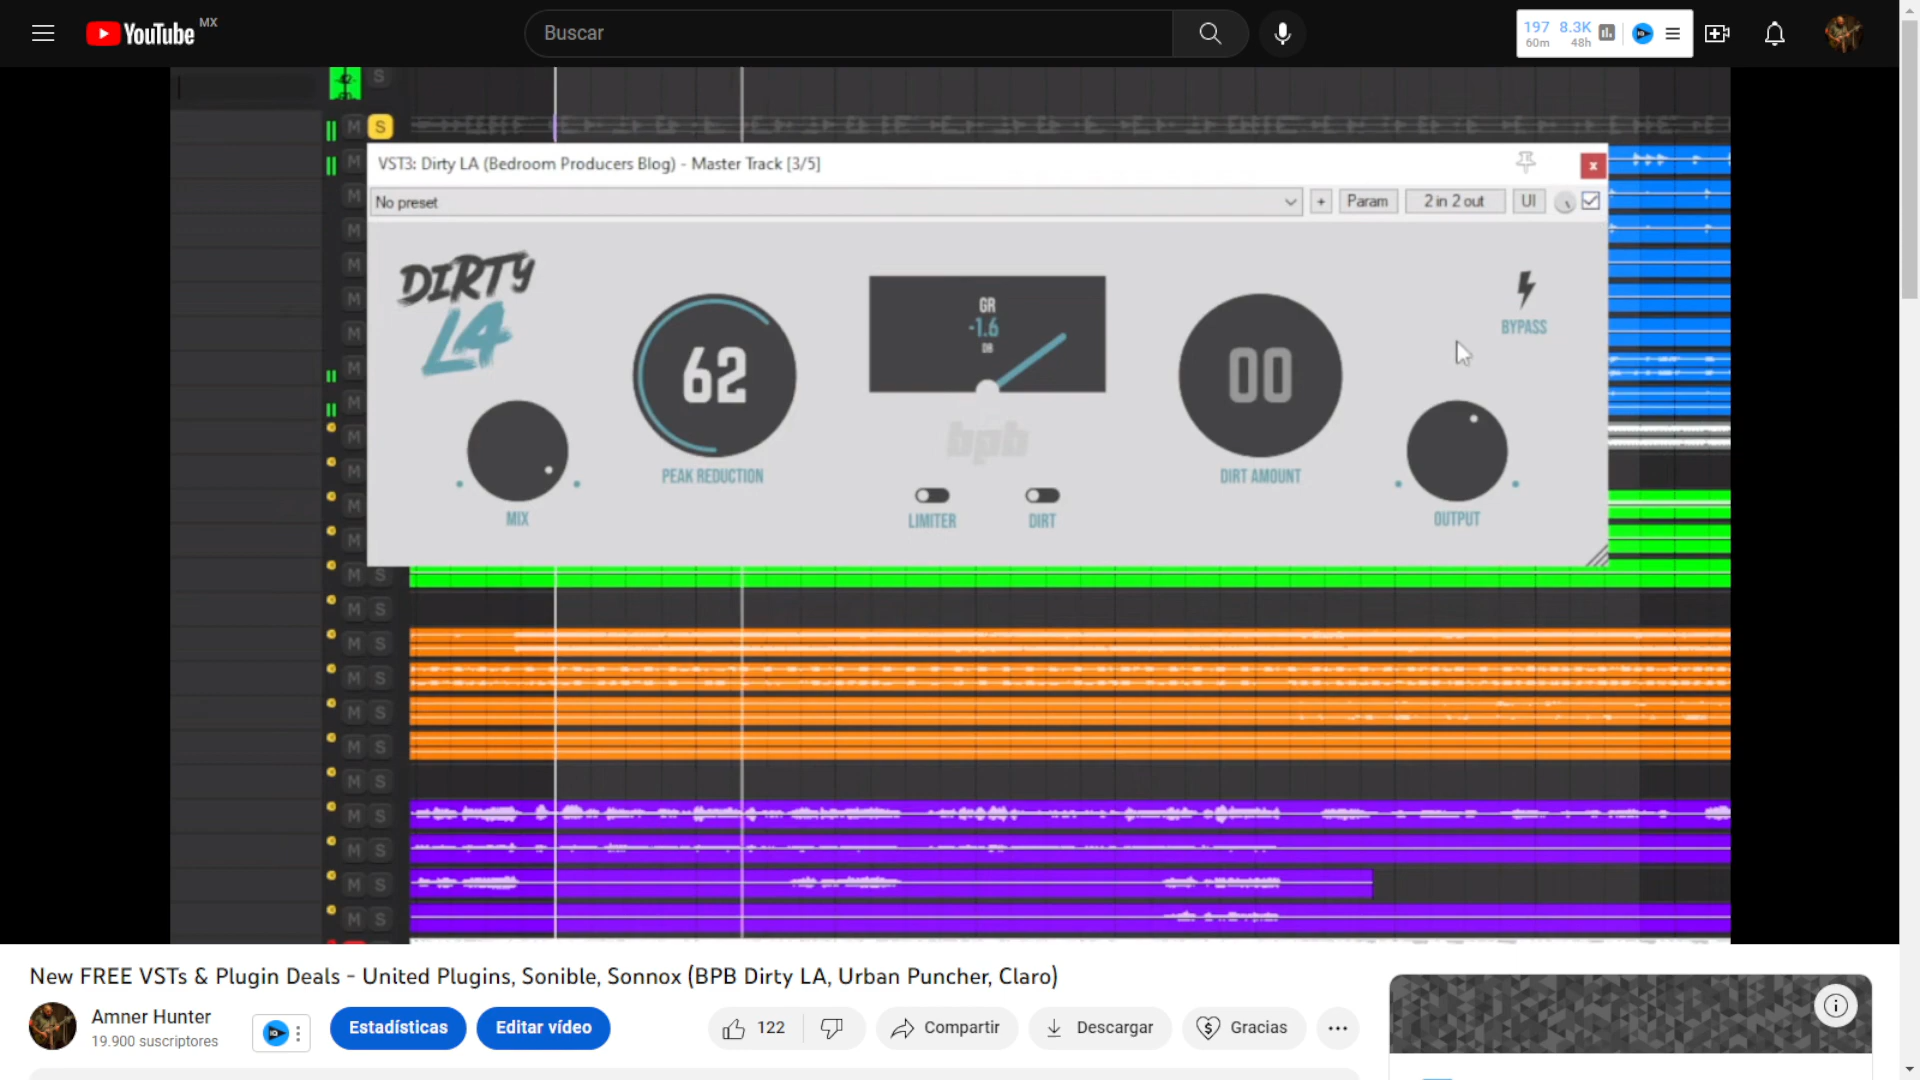 YouTube MX
Buscar
197 8.3K
60m 48h
VST3: Dirty LA (Bedroom Producers Blog) - Master Track [3/5]
No preset
+ Param 2 in 2 out UI
DIRTY
LA
GR
-1.6
DB
62
00
BYPASS
bpb
PEAK REDUCTION
DIRT AMOUNT
MIX
LIMITER
DIRT
OUTPUT
S
M S
M
M
M
M
M
M
M
M
M
M
M
M
M S
M S
M S
M S
M S
M S
M S
M S
M S
M S
M S
New FREE VSTs & Plugin Deals - United Plugins, Sonible, Sonnox (BPB Dirty LA, Urban Puncher, Claro)
Amner Hunter
19.900 suscriptores
Estadísticas
Editar vídeo
122
Compartir
Descargar
Gracias